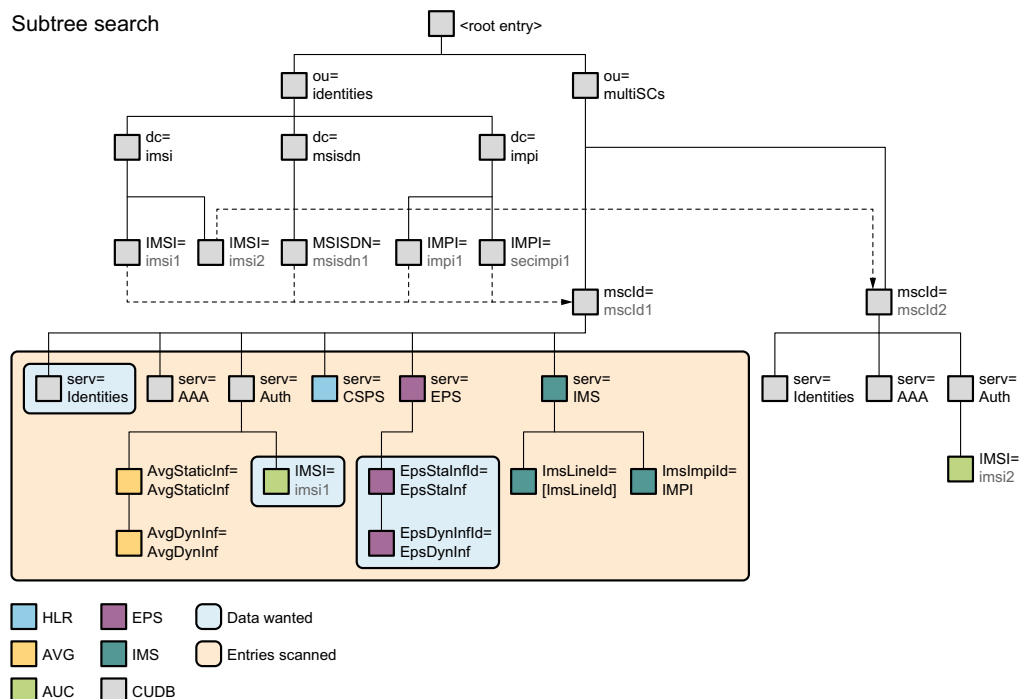 Subtree search
<root entry>
ou=
identities
ou=
multiSCs
dc=
imsi
dc=
msisdn
dc=
impi
IMSI=
imsi1
IMSI=
imsi2
MSISDN=
msisdn1
IMPI=
impi1
IMPI=
secimpi1
mscId=
mscId1
mscId=
mscId2
serv=
Identities
serv=
AAA
serv=
Auth
serv=
CSPS
serv=
EPS
serv=
IMS
serv=
Identities
serv=
AAA
serv=
Auth
AvgStaticInf=
AvgStaticInf
IMSI=
imsi1
EpsStaInfId=
EpsStaInf
ImsLineId=
[ImsLineId]
ImsImpiId=
IMPI
IMSI=
imsi2
AvgDynInf=
AvgDynInf
EpsDynInfId=
EpsDynInf
HLR
EPS
Data wanted
AVG
IMS
Entries scanned
AUC
CUDB